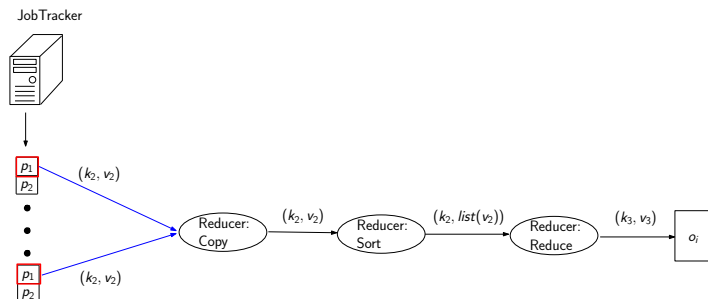 JobTracker
p1
p2
(k2, v2)
Reducer:
Copy
(k2, v2)
Reducer:
Sort
(k2, list(v2))
Reducer:
Reduce
(k3, v3)
oi
(k2, v2)
p1
p2